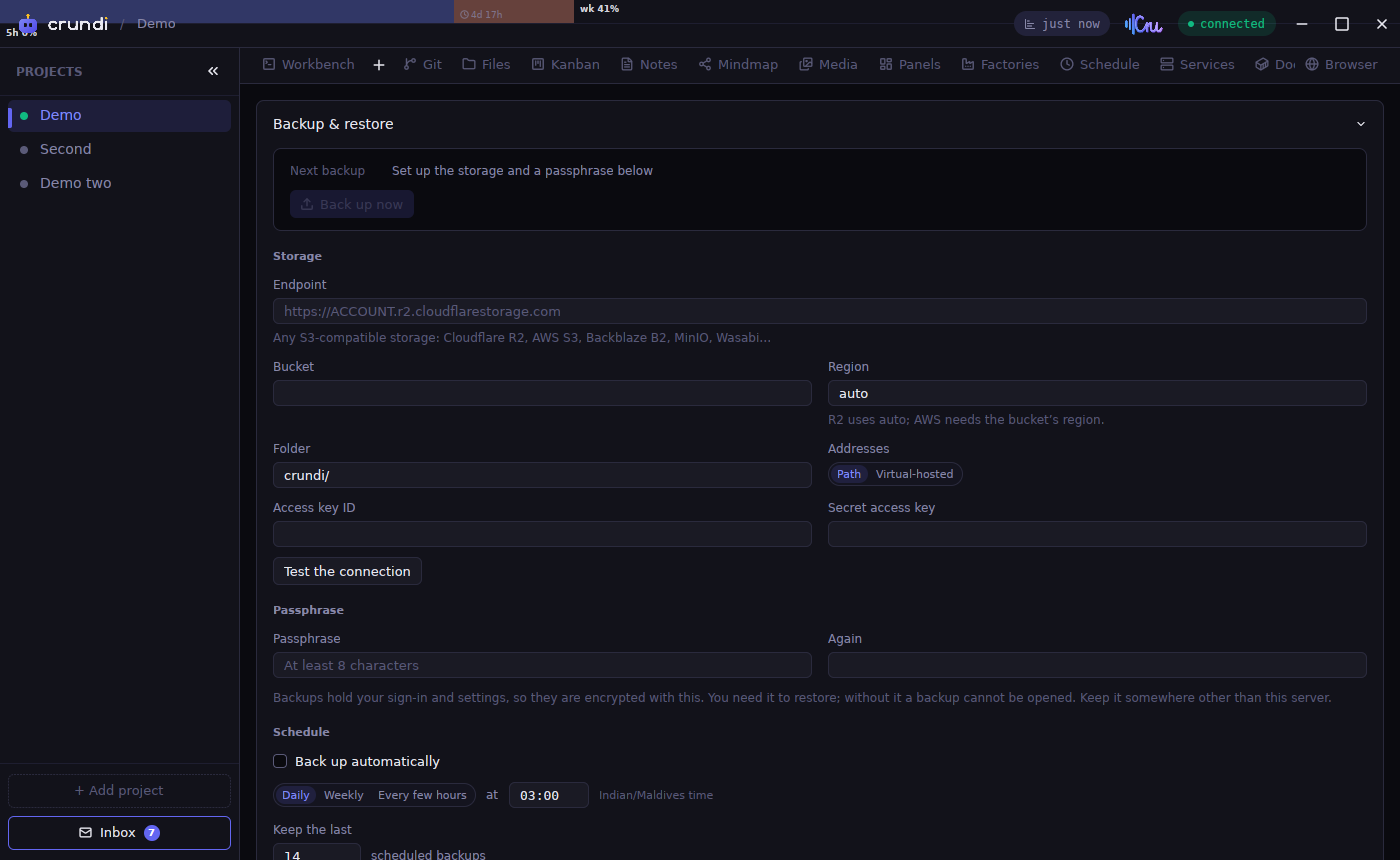 4d 17h
wk 41%
5h 6%
crundi / Demo
just now
Cru
connected
PROJECTS
Workbench
Git
Files
Kanban
Notes
Mindmap
Media
Panels
Factories
Schedule
Services
Doc
Browser
Demo
Second
Demo two
+ Add project
Inbox 7
Backup & restore
Next backup Set up the storage and a passphrase below
Back up now
Storage
Endpoint
https://ACCOUNT.r2.cloudflarestorage.com
Any S3-compatible storage: Cloudflare R2, AWS S3, Backblaze B2, MinIO, Wasabi…
Bucket
Region
auto
R2 uses auto; AWS needs the bucket’s region.
Folder
crundi/
Addresses
Path Virtual-hosted
Access key ID
Secret access key
Test the connection
Passphrase
Passphrase
At least 8 characters
Again
Backups hold your sign-in and settings, so they are encrypted with this. You need it to restore; without it a backup cannot be opened. Keep it somewhere other than this server.
Schedule
Back up automatically
Daily Weekly Every few hours at 03:00 Indian/Maldives time
Keep the last
14 scheduled backups